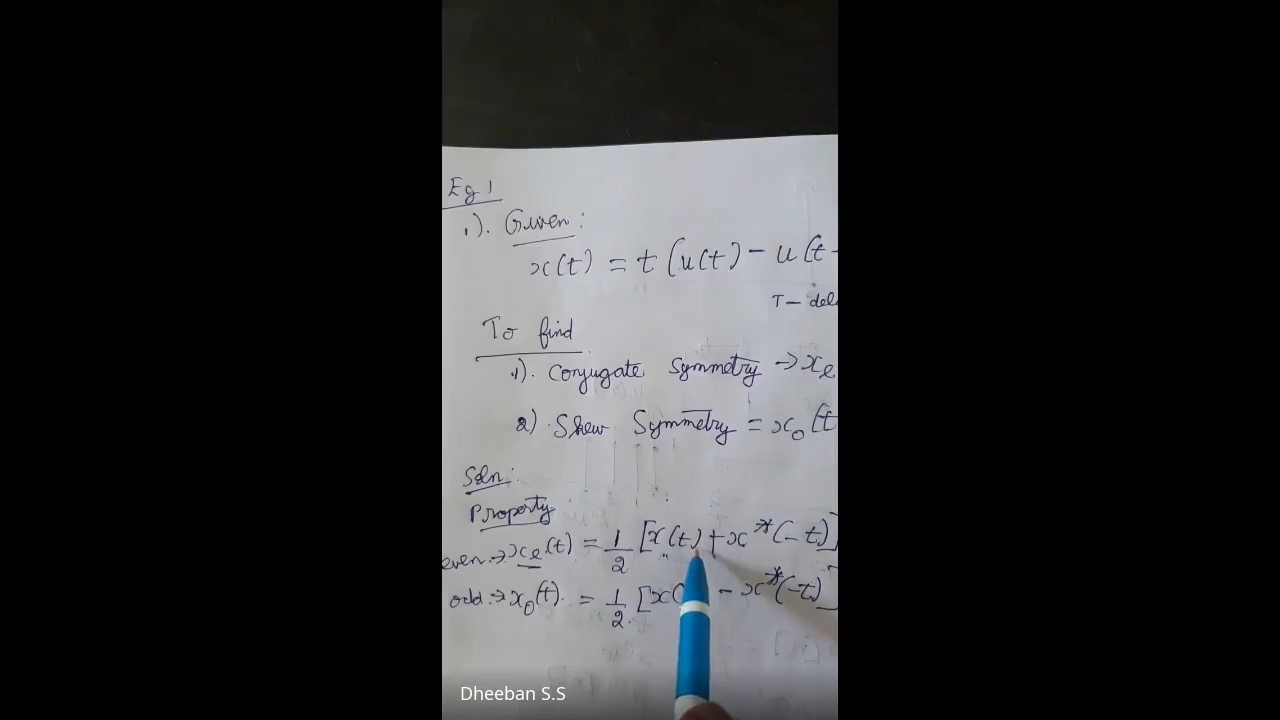 Eg 1
1). Given:
x(t) = t (u(t) - u(t -
T - del
To find
1). Conjugate Symmetry → xe
2) Skew Symmetry = xo(t
Soln:
Property
even → xe(t) = 1/2 [x(t) + x*(-t)]
odd → xo(t) = 1/2 [x( - x*(-t)]
Dheeban S.S